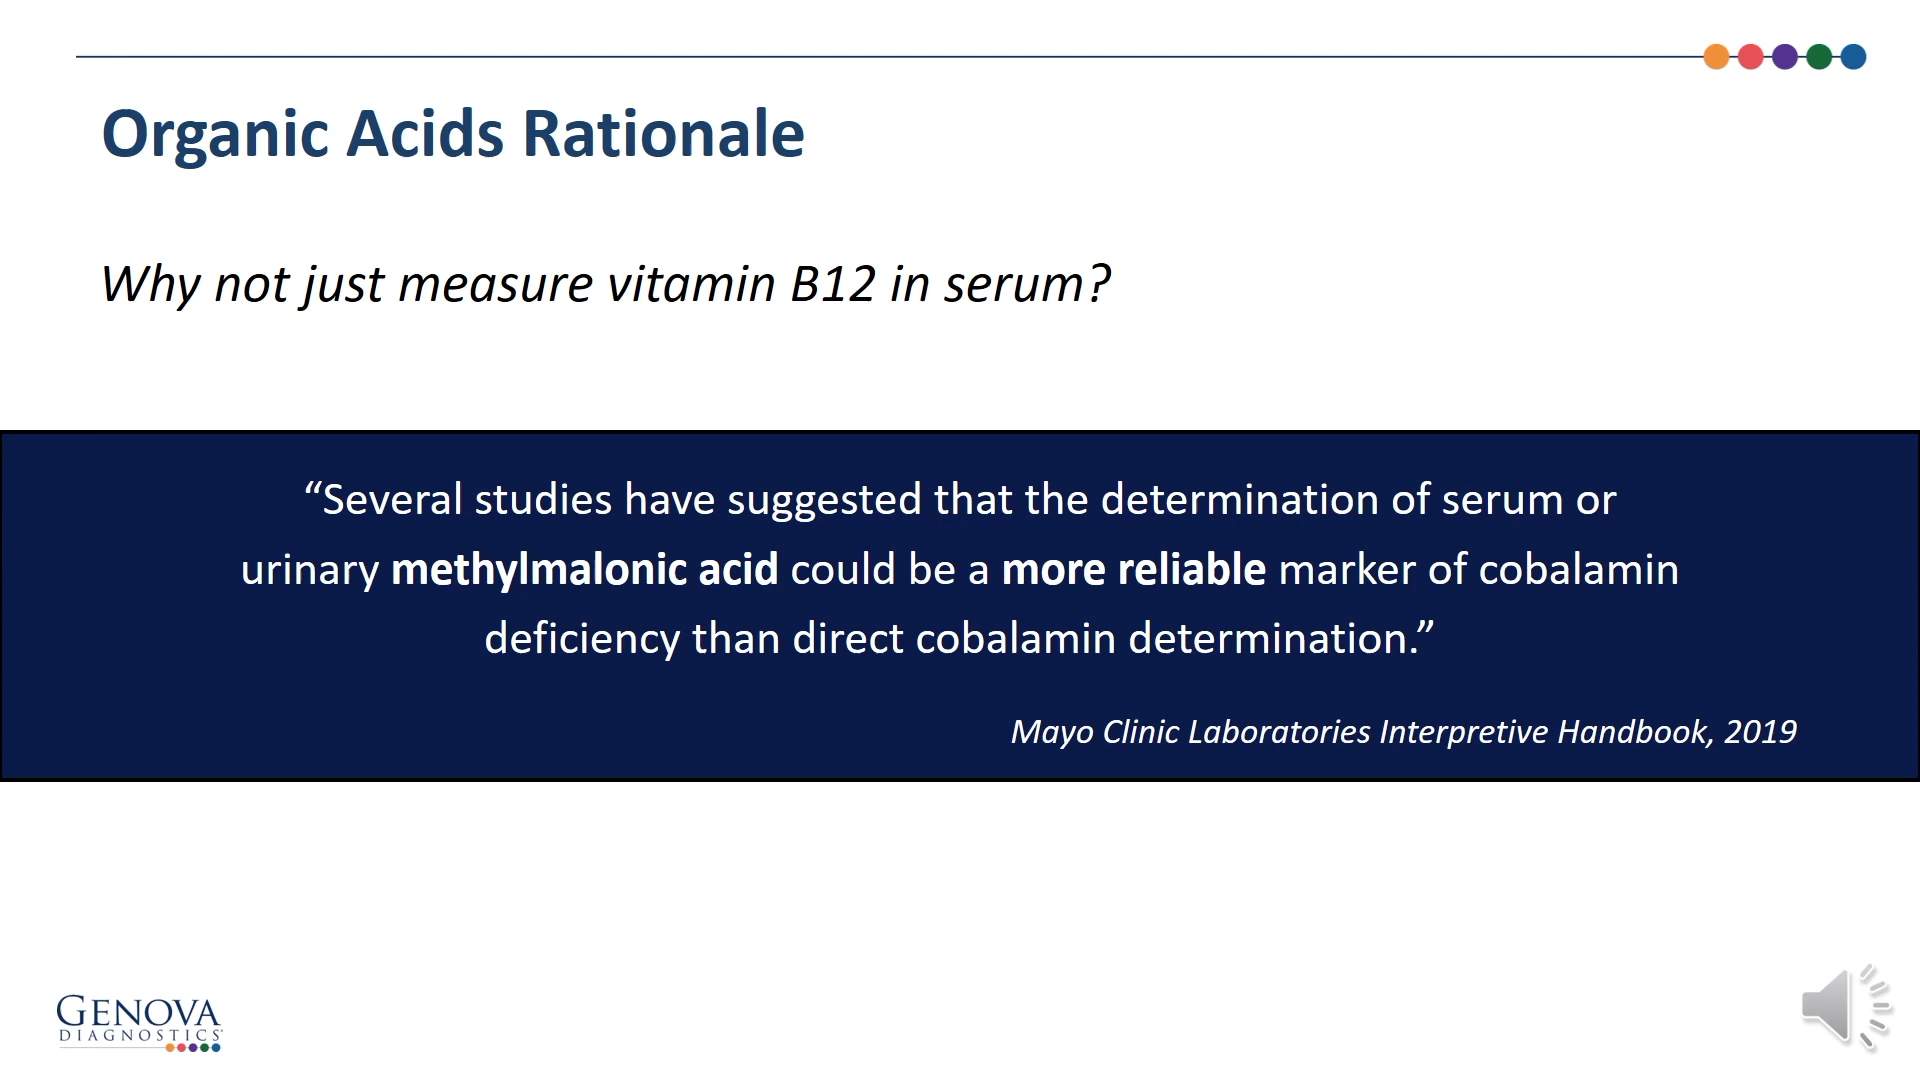 Organic Acids Rationale
Why not just measure vitamin B12 in serum?
“Several studies have suggested that the determination of serum or
urinary methylmalonic acid could be a more reliable marker of cobalamin
deficiency than direct cobalamin determination.”
Mayo Clinic Laboratories Interpretive Handbook, 2019
GENOVA
DIAGNOSTICS